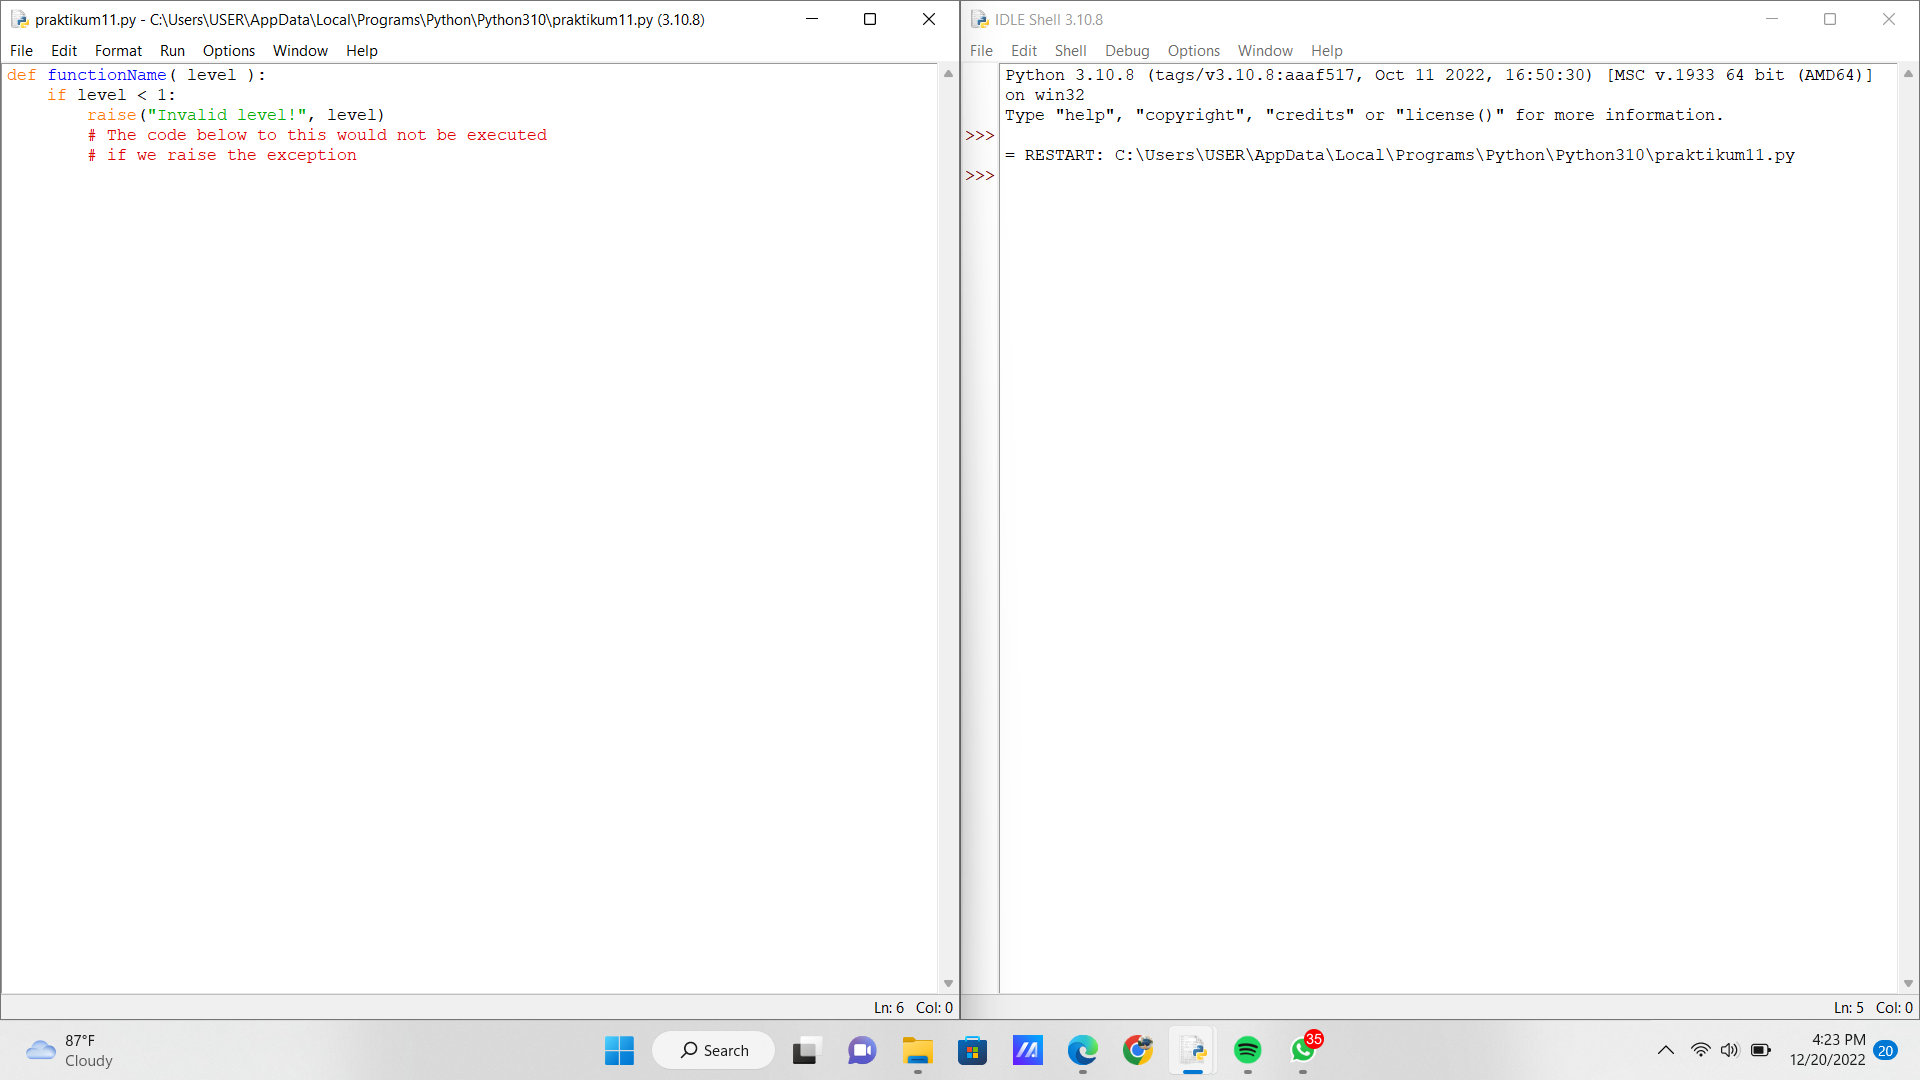 praktikum11.py - C:\Users\USER\AppData\Local\Programs\Python\Python310\praktikum11.py (3.10.8)
File Edit Format Run Options Window Help
def functionName( level ):
    if level < 1:
        raise("Invalid level!", level)
        # The code below to this would not be executed
        # if we raise the exception
Ln: 6 Col: 0
IDLE Shell 3.10.8
File Edit Shell Debug Options Window Help
Python 3.10.8 (tags/v3.10.8:aaaf517, Oct 11 2022, 16:50:30) [MSC v.1933 64 bit (AMD64)]
on win32
Type "help", "copyright", "credits" or "license()" for more information.
>>>
= RESTART: C:\Users\USER\AppData\Local\Programs\Python\Python310\praktikum11.py
>>>
Ln: 5 Col: 0
87°F
Cloudy
Search
35
4:23 PM
12/20/2022
20